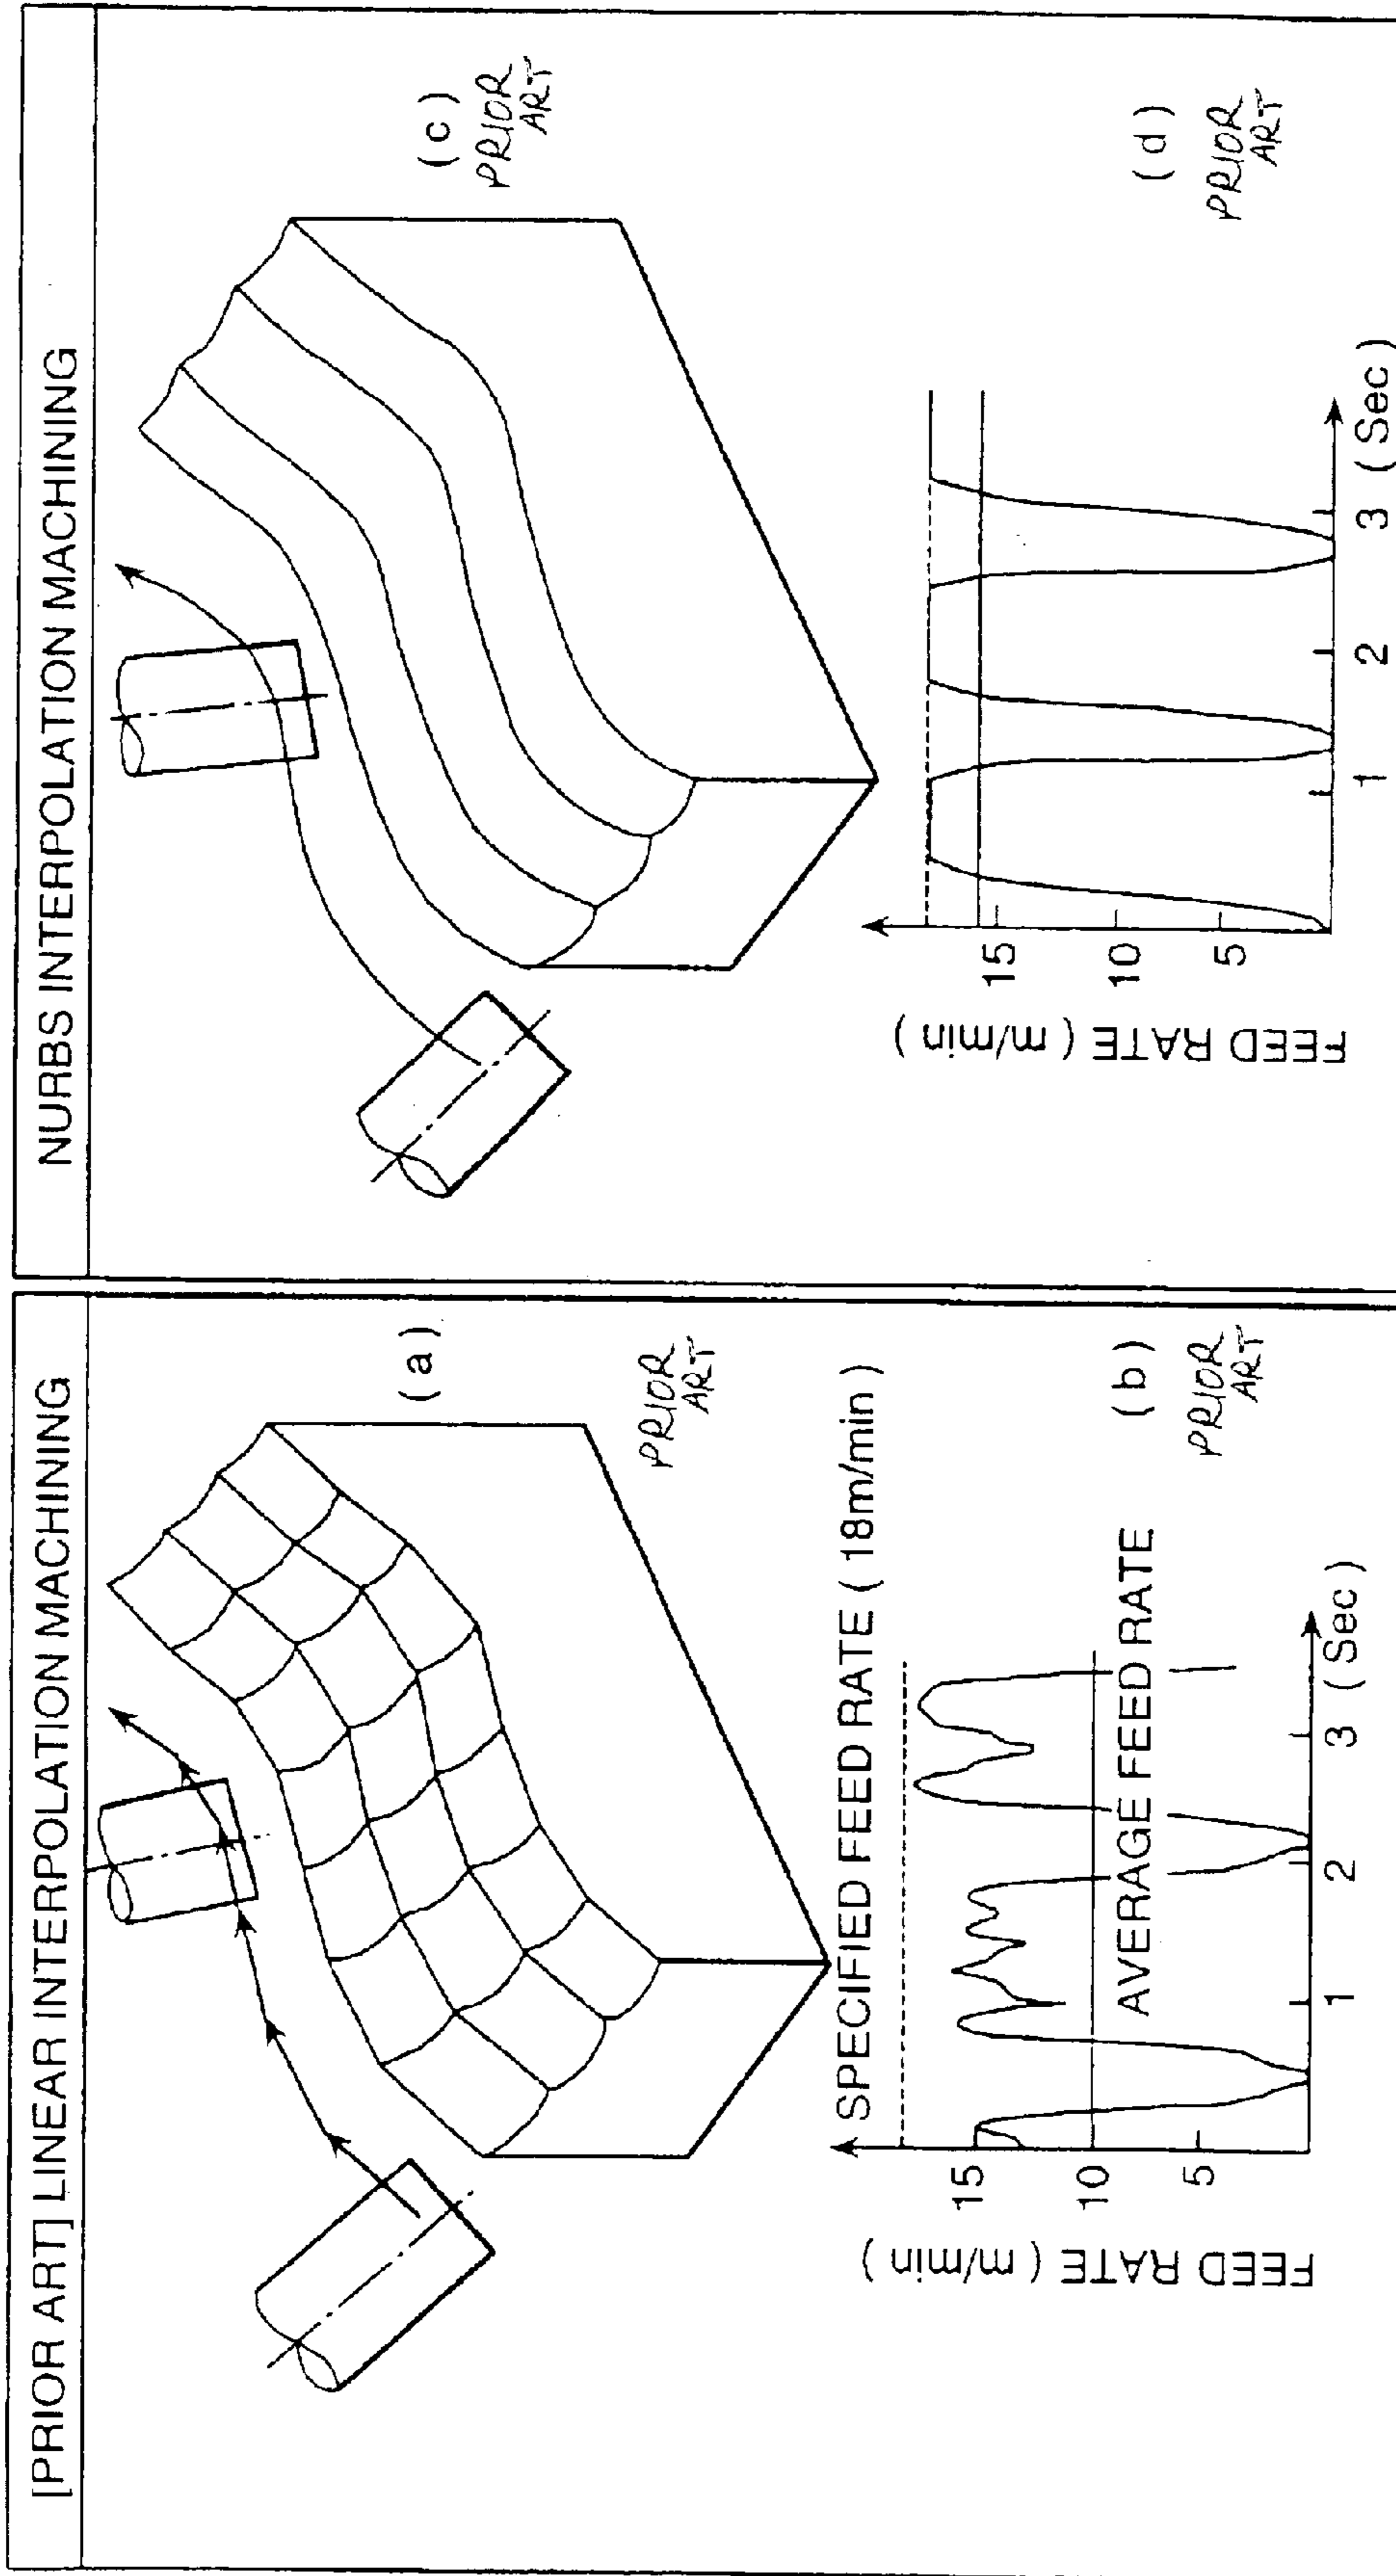 [PRIOR ART] LINEAR INTERPOLATION MACHINING
(a)
PRIOR
ART
SPECIFIED FEED RATE (18m/min)
15
10
5
FEED RATE (m/min)
AVERAGE FEED RATE
1
2
3
(Sec)
(b)
PRIOR
ART
NURBS INTERPOLATION MACHINING
(c)
PRIOR
ART
15
10
5
FEED RATE (m/min)
1
2
3
(Sec)
(d)
PRIOR
ART